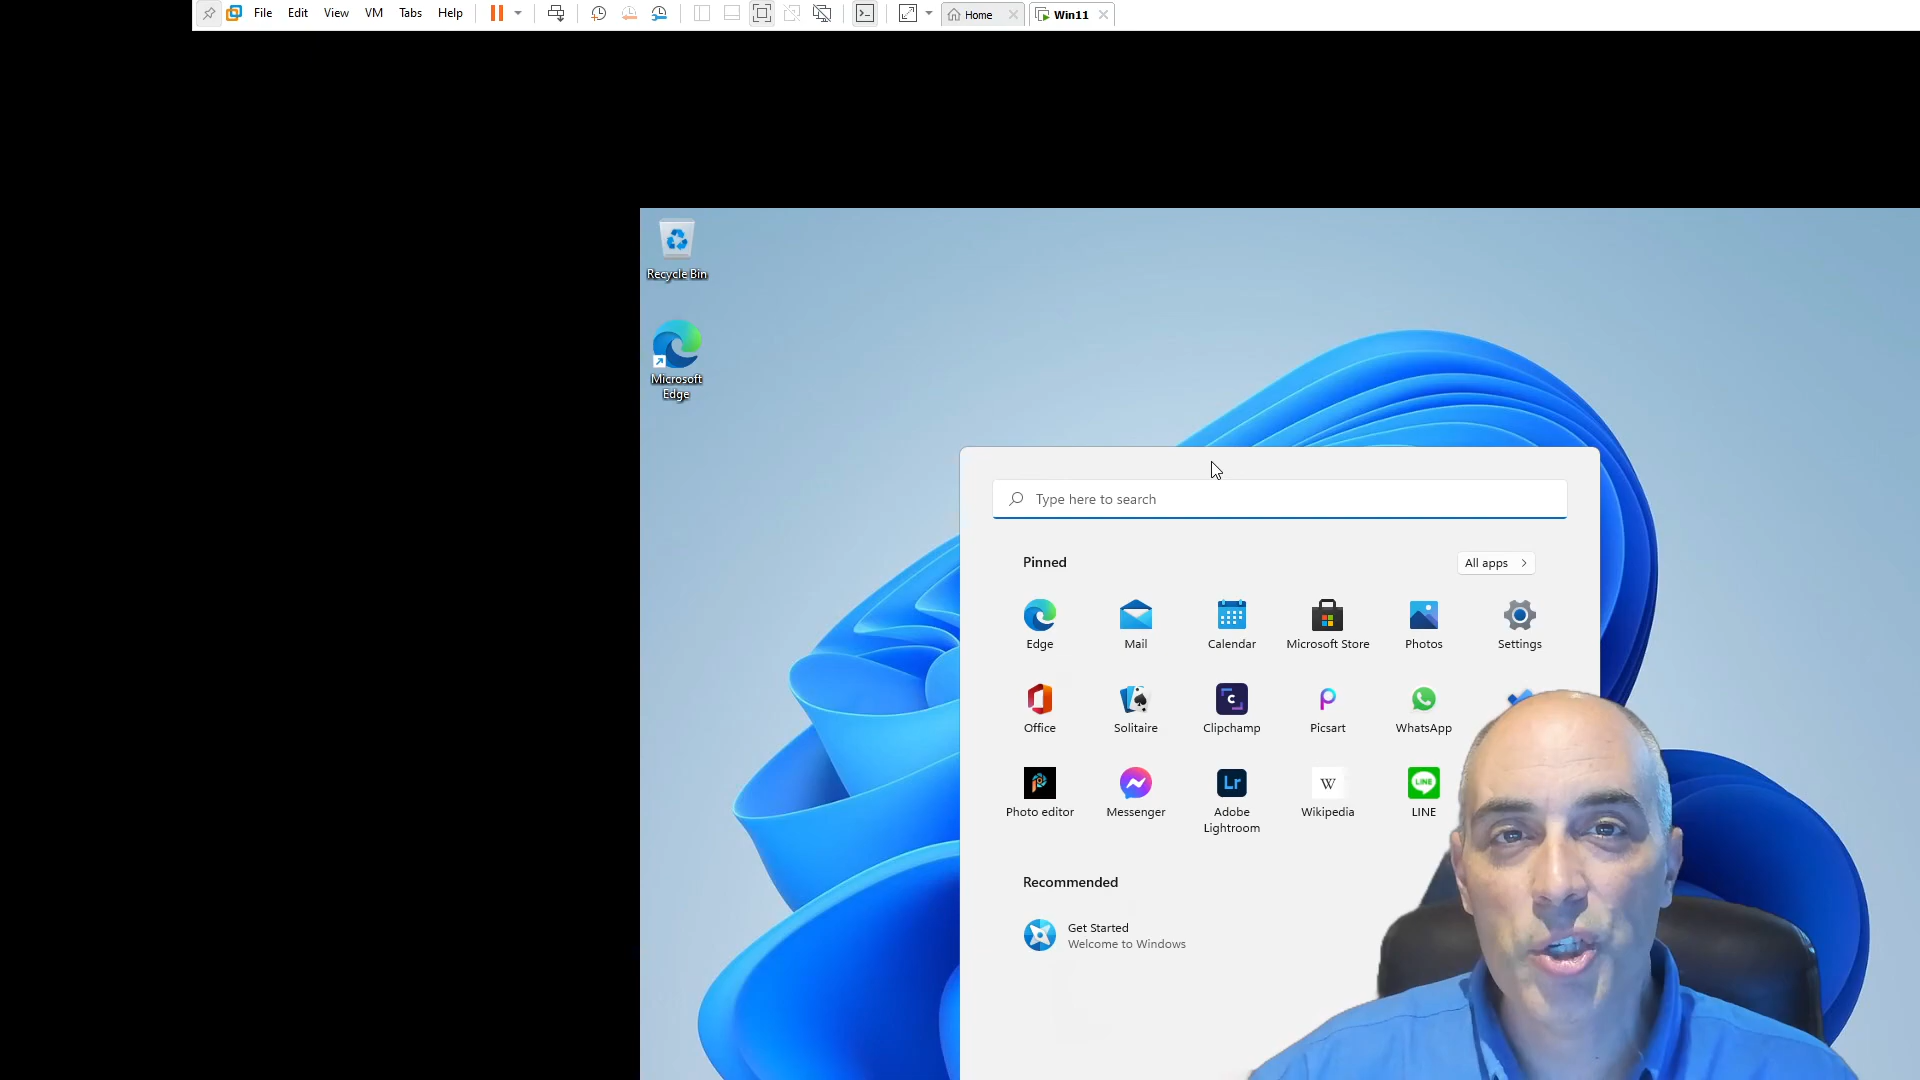 File Edit View VM Tabs Help Home Win11
Recycle Bin
Microsoft
Edge
Type here to search
Pinned All apps
Edge Mail Calendar Microsoft Store Photos Settings
Office Solitaire Clipchamp Picsart WhatsApp
Photo editor Messenger Adobe Wikipedia LINE
Lightroom
Recommended
Get Started
Welcome to Windows